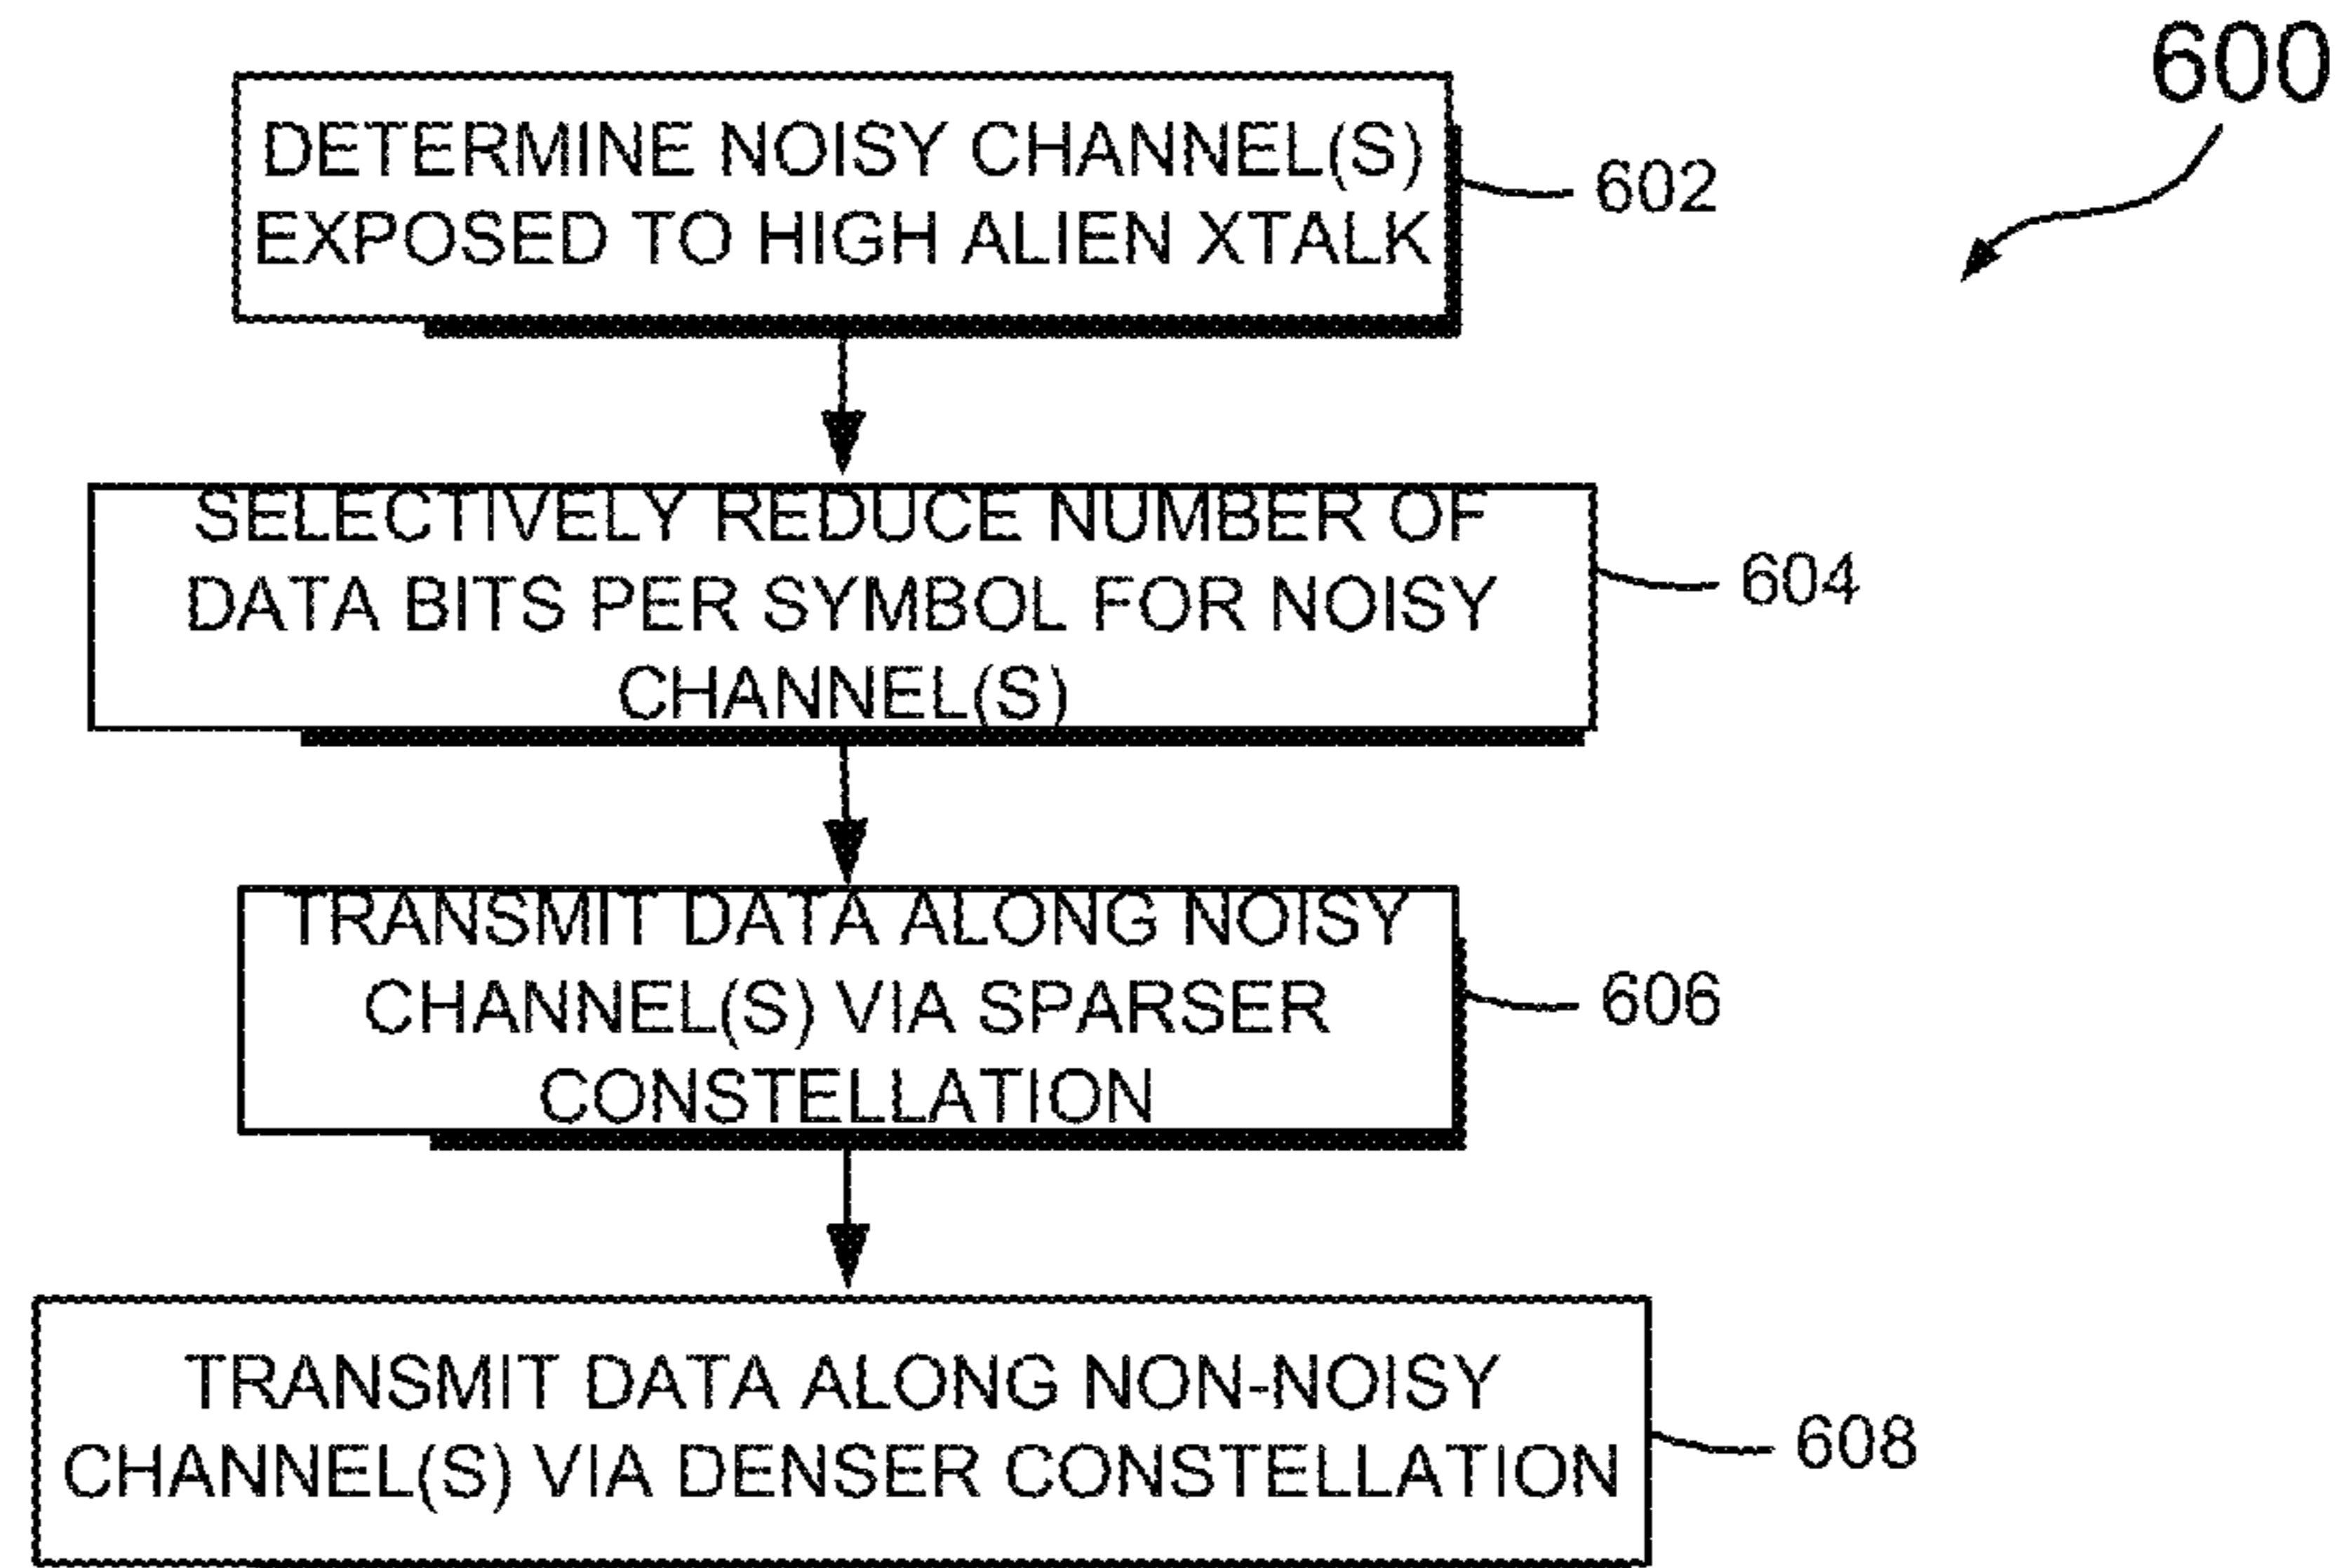 600
DETERMINE NOISY CHANNEL(S)
EXPOSED TO HIGH ALIEN XTALK
602
SELECTIVELY REDUCE NUMBER OF
DATA BITS PER SYMBOL FOR NOISY
CHANNEL(S)
604
TRANSMIT DATA ALONG NOISY
CHANNEL(S) VIA SPARSER
CONSTELLATION
606
TRANSMIT DATA ALONG NON-NOISY
CHANNEL(S) VIA DENSER CONSTELLATION
608